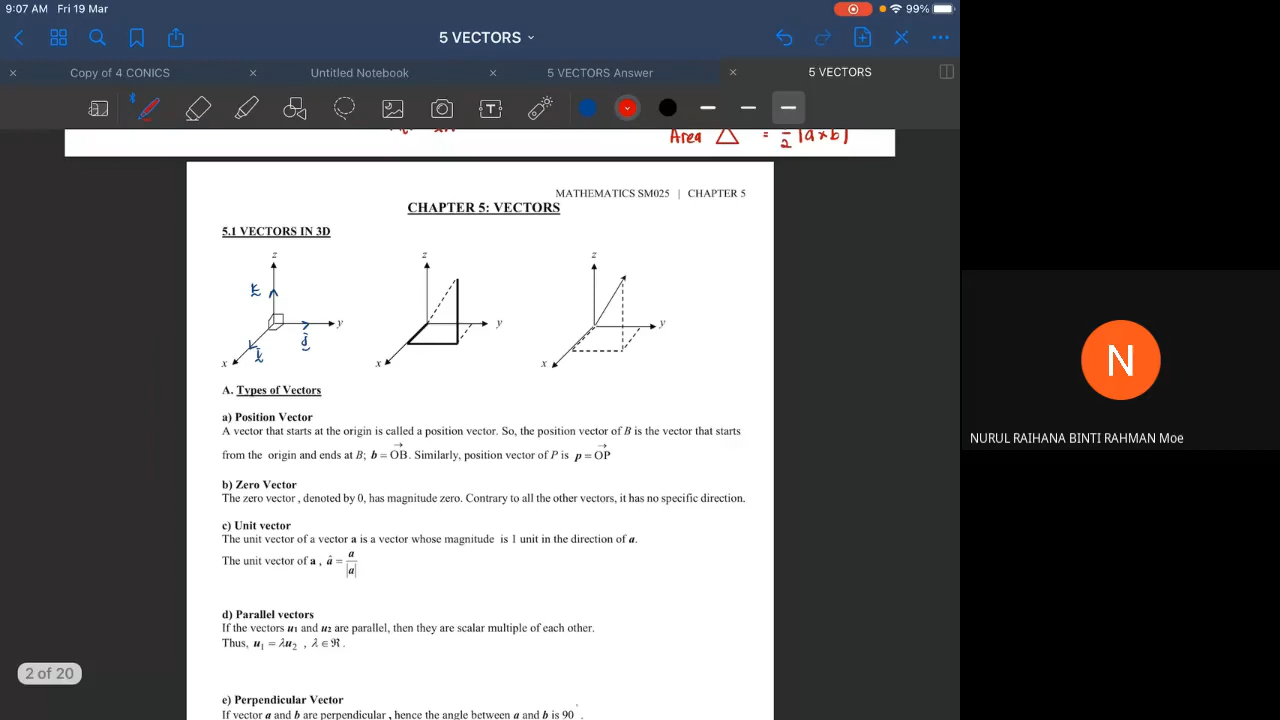 9:07 AM Fri 19 Mar
99%
5 VECTORS
Copy of 4 CONICS
Untitled Notebook
5 VECTORS Answer
5 VECTORS
Area △ = 1/2 |a×b|
MATHEMATICS SM025 | CHAPTER 5
CHAPTER 5: VECTORS
5.1 VECTORS IN 3D
z
z
z
k
y
y
y
j
i
x
x
x
A. Types of Vectors
a) Position Vector
A vector that starts at the origin is called a position vector. So, the position vector of B is the vector that starts
from the origin and ends at B; b = OB→. Similarly, position vector of P is p = OP→
b) Zero Vector
The zero vector , denoted by 0, has magnitude zero. Contrary to all the other vectors, it has no specific direction.
c) Unit vector
The unit vector of a vector a is a vector whose magnitude is 1 unit in the direction of a.
The unit vector of a , â = a/|a|
d) Parallel vectors
If the vectors u₁ and u₂ are parallel, then they are scalar multiple of each other.
Thus, u₁ = λu₂ , λ ∈ ℜ .
e) Perpendicular Vector
If vector a and b are perpendicular , hence the angle between a and b is 90°.
2 of 20
N
NURUL RAIHANA BINTI RAHMAN Moe